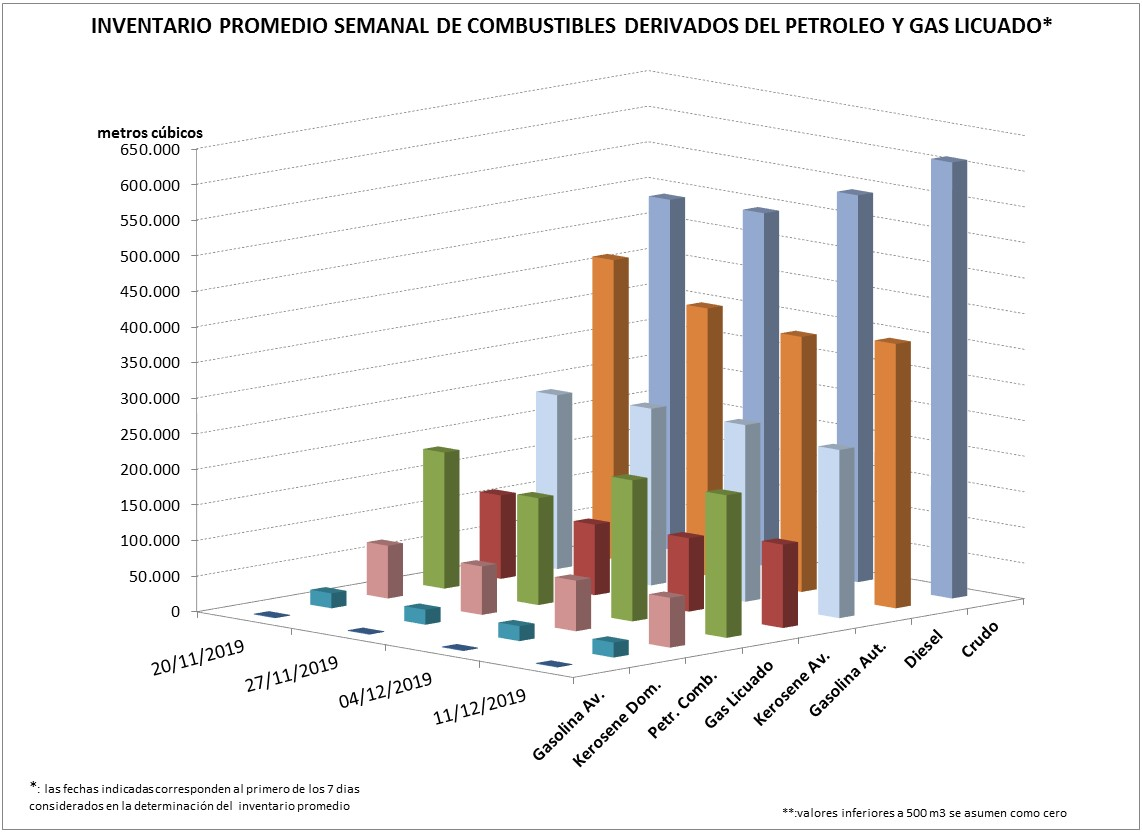 INVENTARIO PROMEDIO SEMANAL DE COMBUSTIBLES DERIVADOS DEL PETROLEO Y GAS LICUADO*
metros cúbicos
650.000
600.000
550.000
500.000
450.000
400.000
350.000
300.000
250.000
200.000
150.000
100.000
50.000
0
20/11/2019
27/11/2019
04/12/2019
11/12/2019
Gasolina Av.
Kerosene Dom.
Petr. Comb.
Gas Licuado
Kerosene Av.
Gasolina Aut.
Diesel
Crudo
*: las fechas indicadas corresponden al primero de los 7 dias
considerados en la determinación del inventario promedio
**:valores inferiores a 500 m3 se asumen como cero